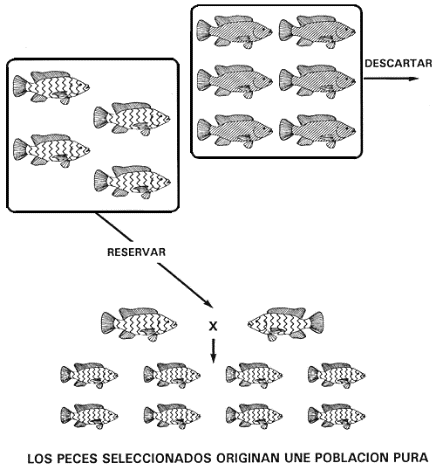 DESCARTAR
RESERVAR
X
LOS PECES SELECCIONADOS ORIGINAN UNE POBLACION PURA